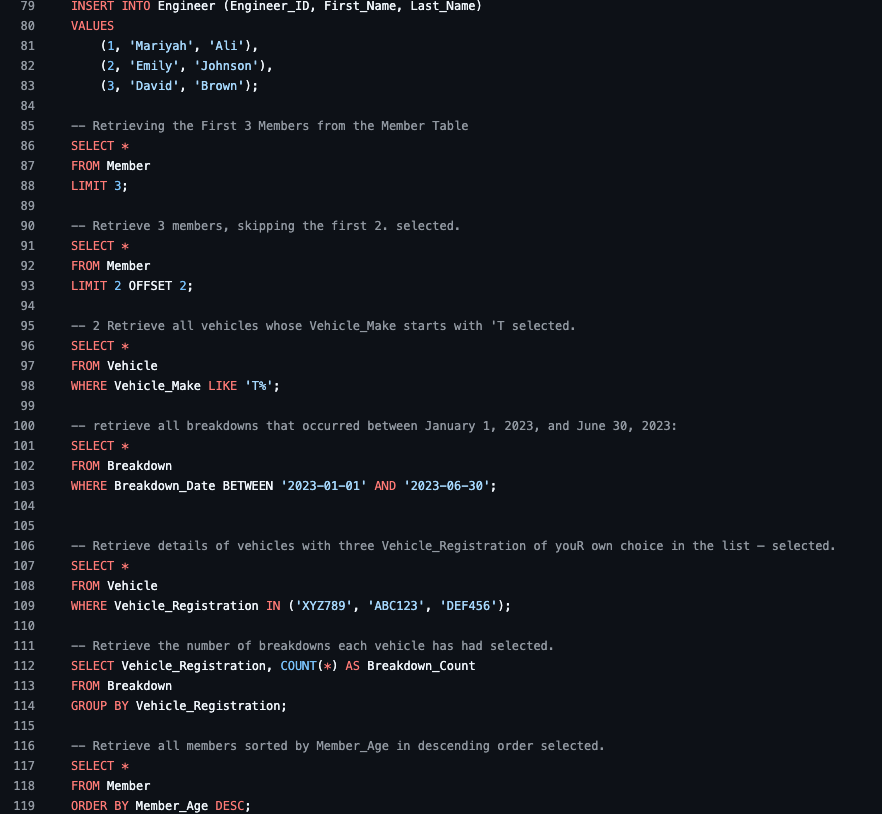 79 INSERT INTO Engineer (Engineer_ID, First_Name, Last_Name)
80 VALUES
81 (1, 'Mariyah', 'Ali'),
82 (2, 'Emily', 'Johnson'),
83 (3, 'David', 'Brown');
84
85 -- Retrieving the First 3 Members from the Member Table
86 SELECT *
87 FROM Member
88 LIMIT 3;
89
90 -- Retrieve 3 members, skipping the first 2. selected.
91 SELECT *
92 FROM Member
93 LIMIT 2 OFFSET 2;
94
95 -- 2 Retrieve all vehicles whose Vehicle_Make starts with 'T selected.
96 SELECT *
97 FROM Vehicle
98 WHERE Vehicle_Make LIKE 'T%';
99
100 -- retrieve all breakdowns that occurred between January 1, 2023, and June 30, 2023:
101 SELECT *
102 FROM Breakdown
103 WHERE Breakdown_Date BETWEEN '2023-01-01' AND '2023-06-30';
104
105
106 -- Retrieve details of vehicles with three Vehicle_Registration of youR own choice in the list – selected.
107 SELECT *
108 FROM Vehicle
109 WHERE Vehicle_Registration IN ('XYZ789', 'ABC123', 'DEF456');
110
111 -- Retrieve the number of breakdowns each vehicle has had selected.
112 SELECT Vehicle_Registration, COUNT(*) AS Breakdown_Count
113 FROM Breakdown
114 GROUP BY Vehicle_Registration;
115
116 -- Retrieve all members sorted by Member_Age in descending order selected.
117 SELECT *
118 FROM Member
119 ORDER BY Member_Age DESC;